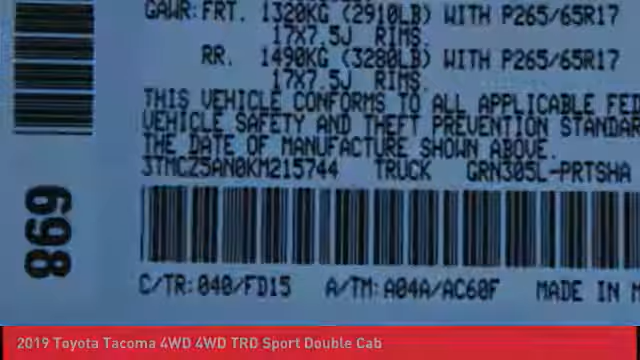 GAWR:FRT. 1320KG (2910LB) WITH P265/65R17
17X7.5J RIMS.
RR. 1490KG (3280LB) WITH P265/65R17
17X7.5J RIMS.
THIS VEHICLE CONFORMS TO ALL APPLICABLE FE
VEHICLE SAFETY AND THEFT PREVENTION STANDAR
THE DATE OF MANUFACTURE SHOWN ABOVE.
3TMCZ5AN0KM215744 TRUCK GRN305L-PRTSHA
698
C/TR:040/FD15 A/TM:A04A/AC60F MADE IN M
2019 Toyota Tacoma 4WD 4WD TRD Sport Double Cab